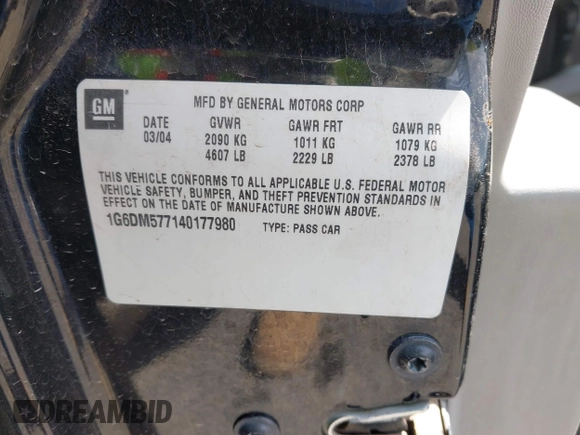 GM
MFD BY GENERAL MOTORS CORP
DATE GVWR GAWR FRT GAWR RR
03/04 2090 KG 1011 KG 1079 KG
4607 LB 2229 LB 2378 LB
THIS VEHICLE CONFORMS TO ALL APPLICABLE U.S. FEDERAL MOTOR
VEHICLE SAFETY, BUMPER, AND THEFT PREVENTION STANDARDS IN
EFFECT ON THE DATE OF MANUFACTURE SHOWN ABOVE.
1G6DM577140177980 TYPE: PASS CAR
DREAMBID